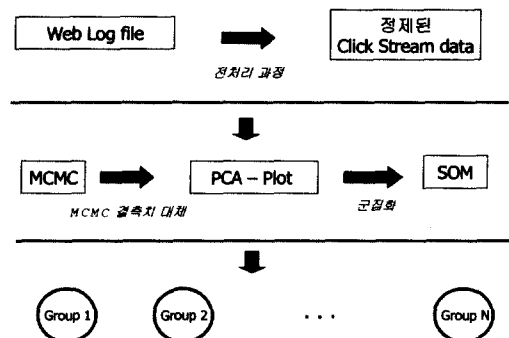 Web Log file
정제된
Click Stream data
전처리 과정
MCMC
PCA – Plot
SOM
MCMC 결측치 대체
군집화
Group 1
Group 2
...
Group N